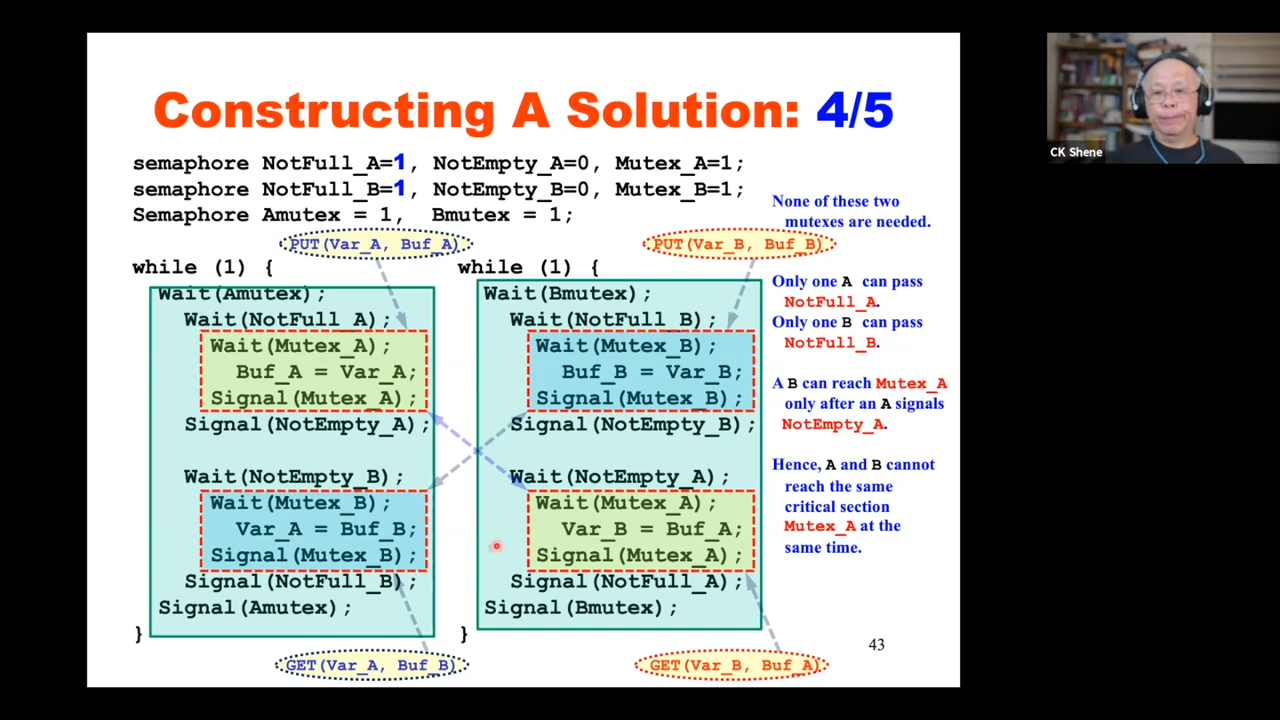 Constructing A Solution: 4/5
semaphore NotFull_A=1, NotEmpty_A=0, Mutex_A=1;
semaphore NotFull_B=1, NotEmpty_B=0, Mutex_B=1;
Semaphore Amutex = 1, Bmutex = 1;
PUT(Var_A, Buf_A)
while (1) {
Wait(Amutex);
Wait(NotFull_A);
Wait(Mutex_A);
Buf_A = Var_A;
Signal(Mutex_A);
Signal(NotEmpty_A);
Wait(NotEmpty_B);
Wait(Mutex_B);
Var_A = Buf_B;
Signal(Mutex_B);
Signal(NotFull_B);
Signal(Amutex);
}
GET(Var_A, Buf_B)
PUT(Var_B, Buf_B)
while (1) {
Wait(Bmutex);
Wait(NotFull_B);
Wait(Mutex_B);
Buf_B = Var_B;
Signal(Mutex_B);
Signal(NotEmpty_B);
Wait(NotEmpty_A);
Wait(Mutex_A);
Var_B = Buf_A;
Signal(Mutex_A);
Signal(NotFull_A);
Signal(Bmutex);
}
GET(Var_B, Buf_A)
None of these two
mutexes are needed.
Only one A can pass
NotFull_A.
Only one B can pass
NotFull_B.
A B can reach Mutex_A
only after an A signals
NotEmpty_A.
Hence, A and B cannot
reach the same
critical section
Mutex_A at the
same time.
43
CK Shene